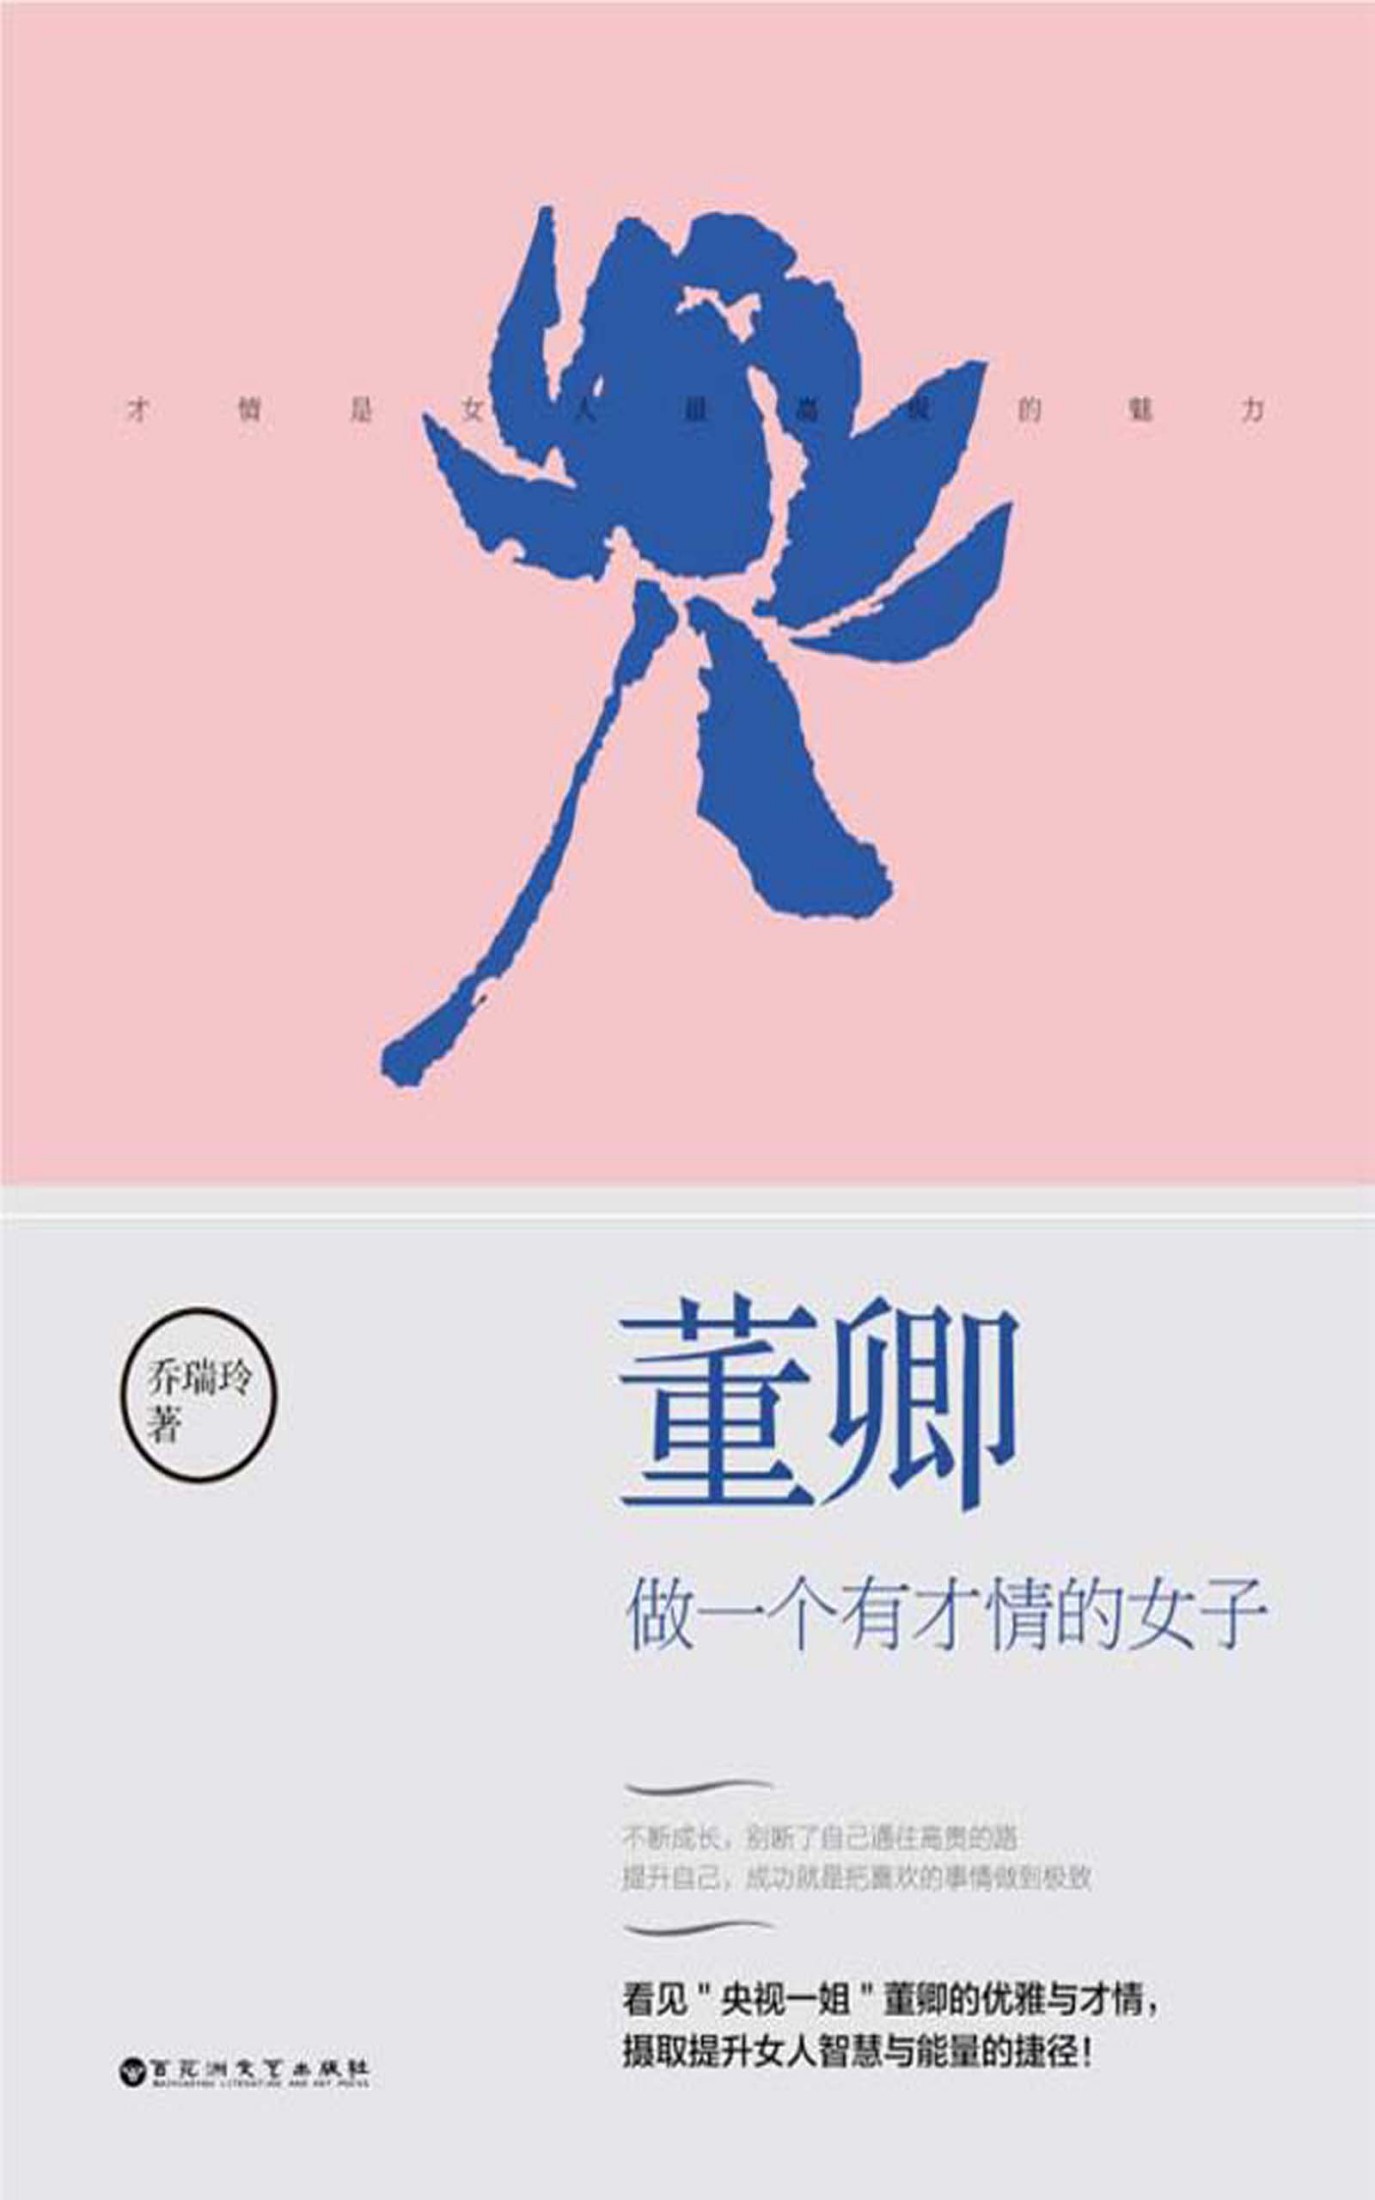 才情是女人最高级的魅力
乔瑞玲
著
董卿
做一个有才情的女子
不断成长，别断了自己通往高贵的路
提升自己，成功就是把喜欢的事情做到极致
看见"央视一姐"董卿的优雅与才情，
摄取提升女人智慧与能量的捷径！
百花洲文艺出版社
BAIHUAZHOU LITERATURE AND ART PRESS